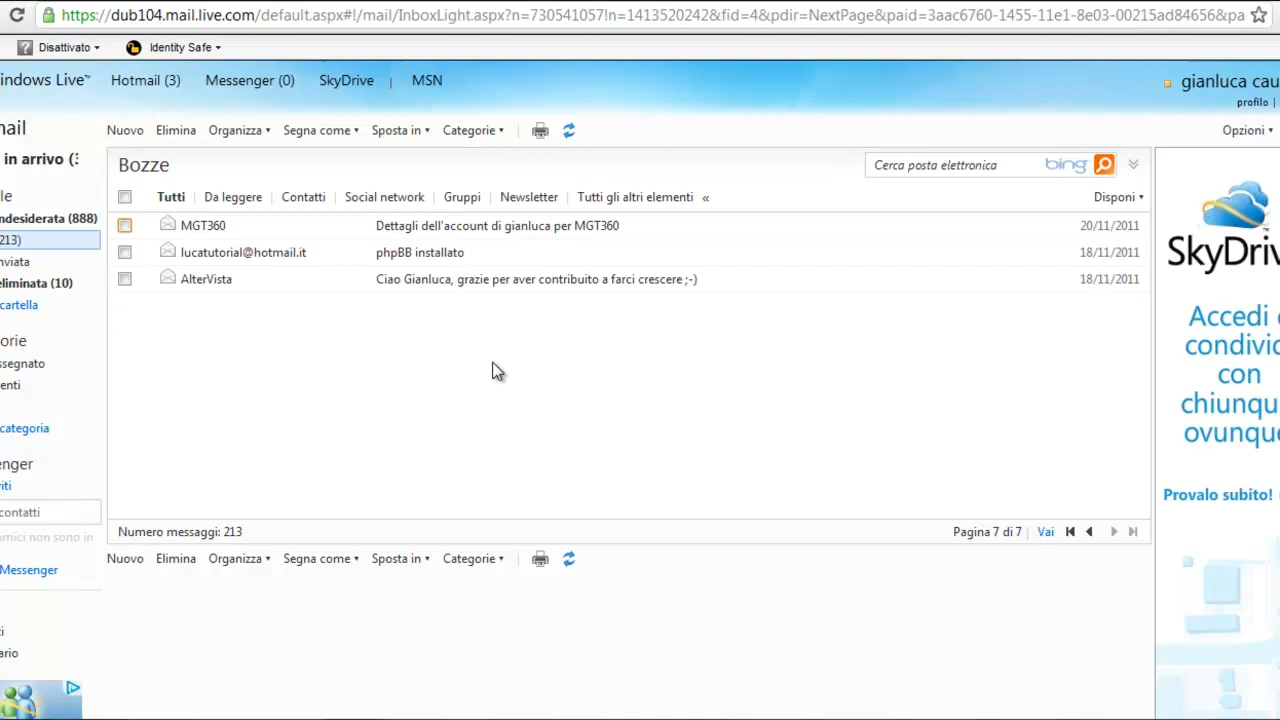 https://dub104.mail.live.com/default.aspx#!/mail/InboxLight.aspx?n=730541057!n=1413520242&fid=4&pdir=NextPage&paid=3aac6760-1455-11e1-8e03-00215ad84656&pa
Disattivato Identity Safe
indows Live™ Hotmail (3) Messenger (0) SkyDrive | MSN gianluca cau
profilo |
ail
Nuovo Elimina Organizza Segna come Sposta in Categorie Opzioni
in arrivo (
Bozze Cerca posta elettronica bing
le Tutti Da leggere Contatti Social network Gruppi Newsletter Tutti gli altri elementi « Disponi
ndesiderata (888) MGT360 Dettagli dell'account di gianluca per MGT360 20/11/2011
213)
lucatutorial@hotmail.it phpBB installato 18/11/2011
nviata
eliminata (10) AlterVista Ciao Gianluca, grazie per aver contribuito a farci crescere ;-) 18/11/2011
cartella
orie
ssegnato
enti
categoria
enger
iti
contatti
amici non sono in
Messenger
ti
ario
SkyDriv
Accedi e
condivid
con
chiunqu
ovunque
Provalo subito!
Numero messaggi: 213 Pagina 7 di 7 Vai
Nuovo Elimina Organizza Segna come Sposta in Categorie